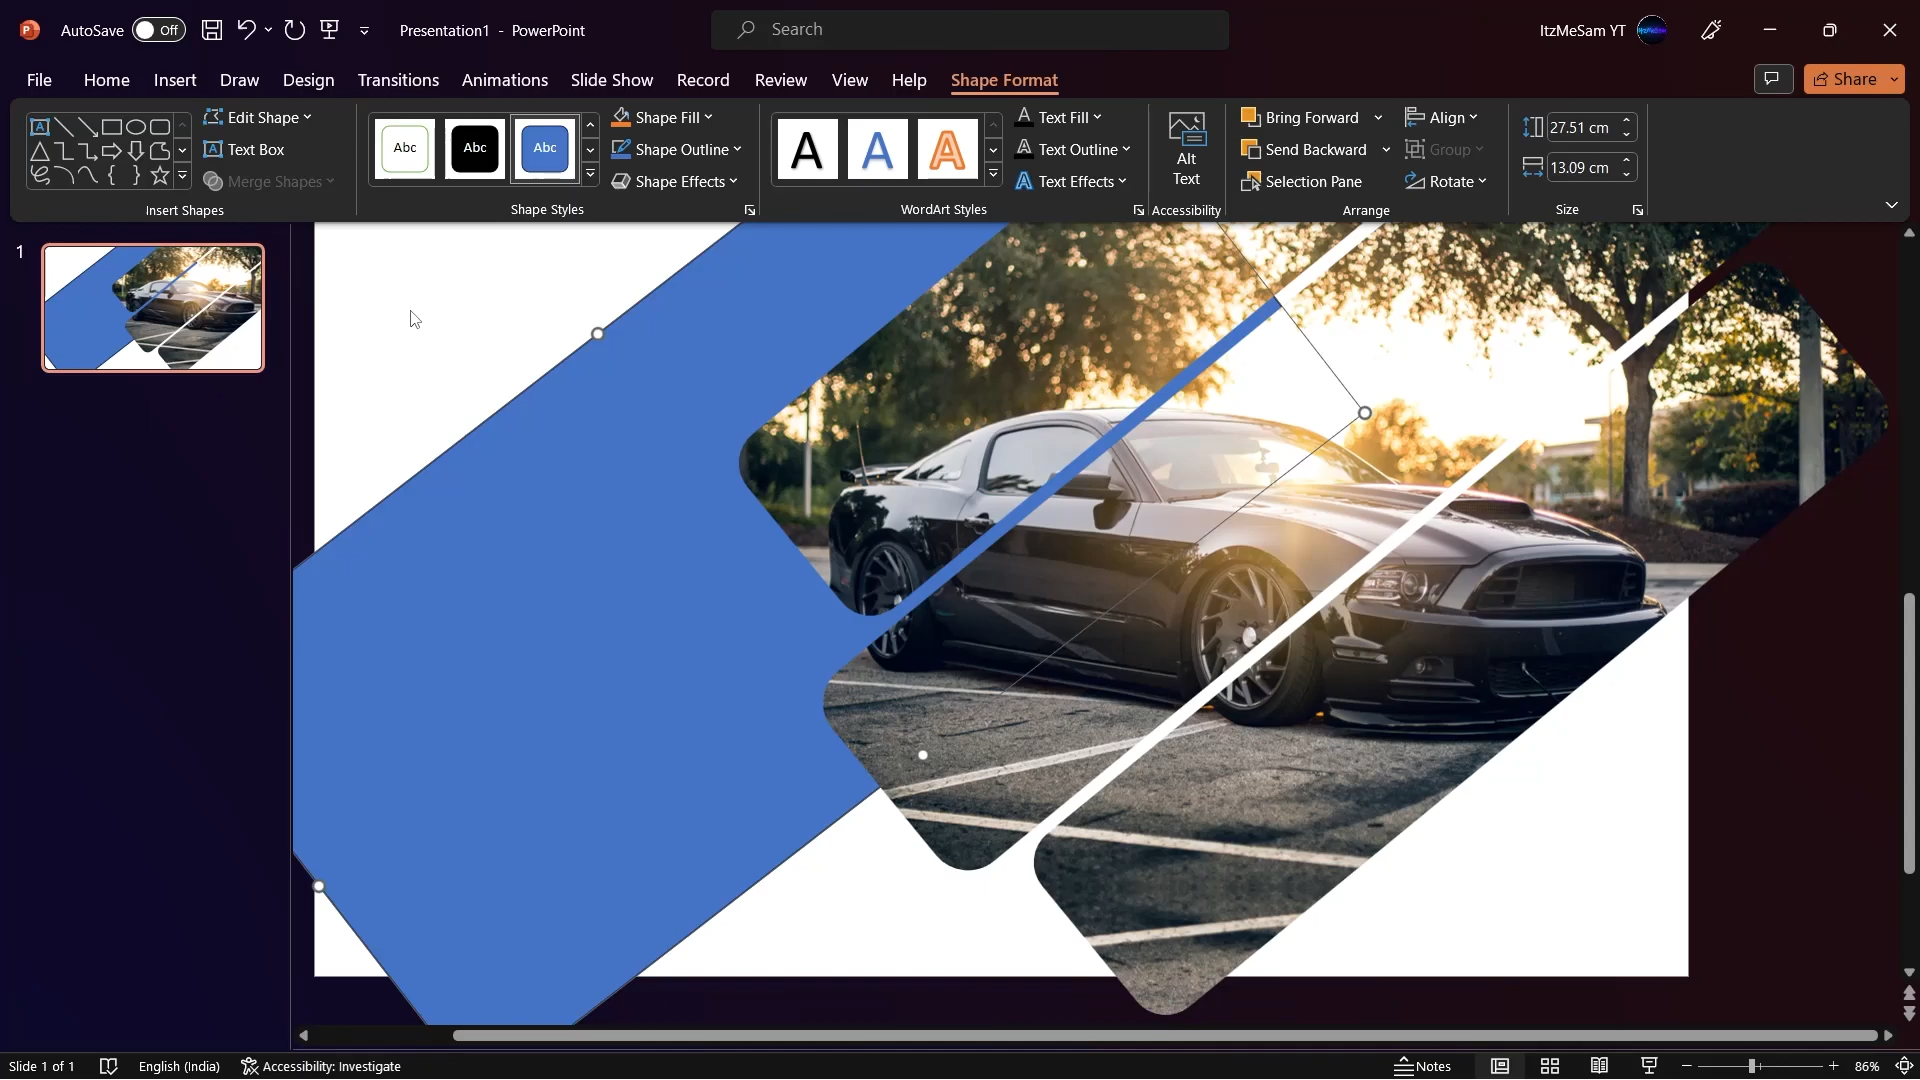 AutoSave Off Presentation1 - PowerPoint Search ItzMeSam YT
File Home Insert Draw Design Transitions Animations Slide Show Record Review View Help Shape Format Share
Edit Shape
Text Box
Merge Shapes
Insert Shapes
Abc Abc Abc
Shape Fill
Shape Outline
Shape Effects
Shape Styles
A A A
Text Fill
Text Outline
Text Effects
WordArt Styles
Alt
Text
Accessibility
Bring Forward
Send Backward
Selection Pane
Align
Group
Rotate
Arrange
27.51 cm
13.09 cm
Size
1
Slide 1 of 1 English (India) Accessibility: Investigate Notes 86%